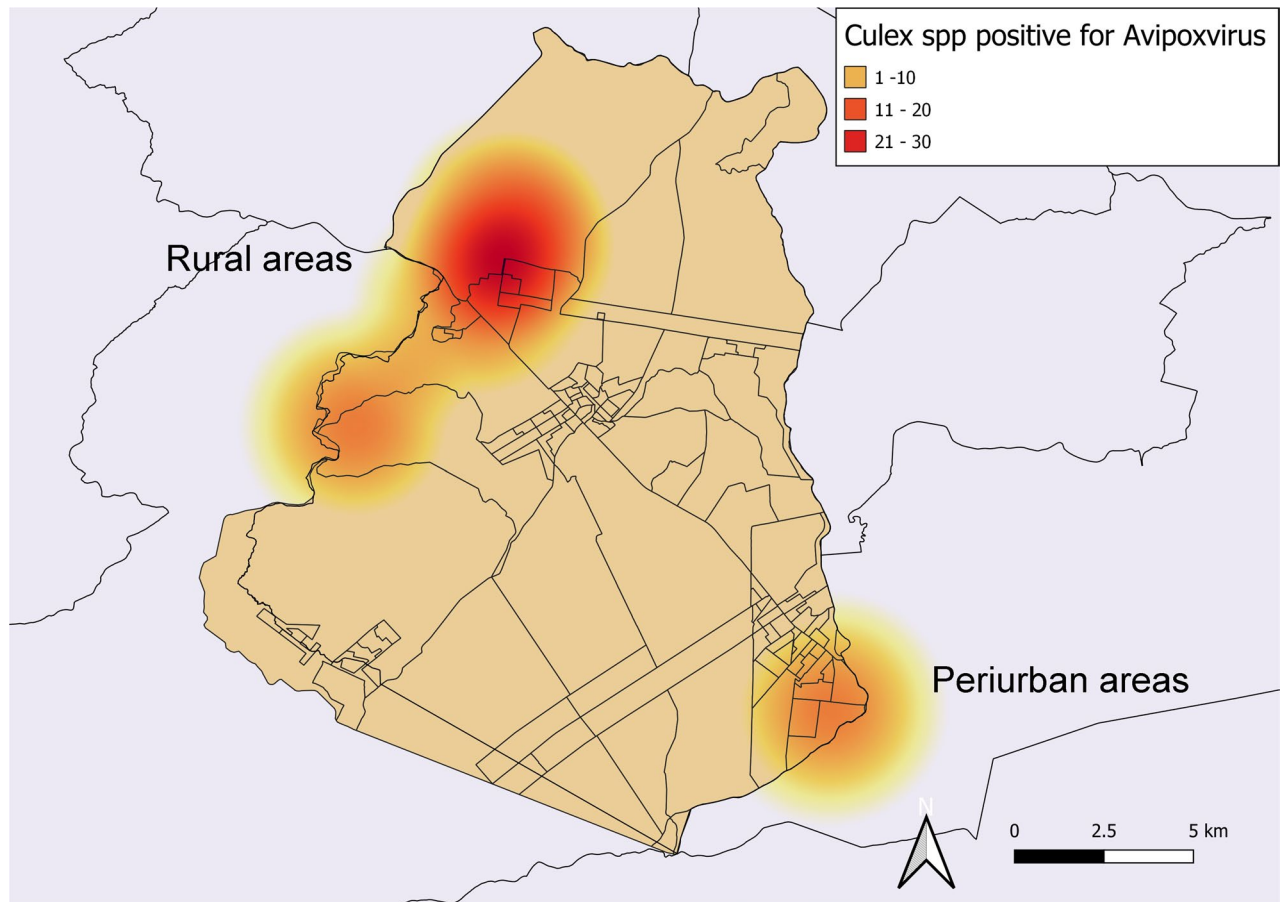 Culex spp positive for Avipoxvirus
1 -10
11 - 20
21 - 30
Rural areas
Periurban areas
N
0 2.5 5 km